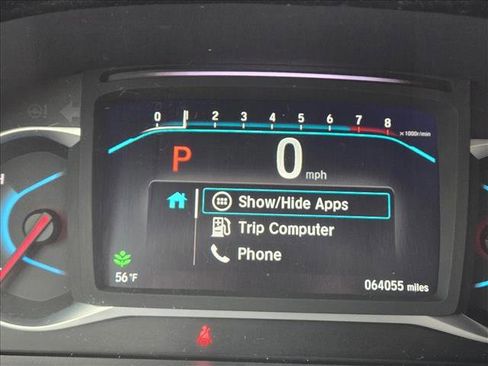 0 1 2 3 4 5 6 7 8
x1000r/min
P 0 mph
Show/Hide Apps
Trip Computer
Phone
56°F
064055 miles
H